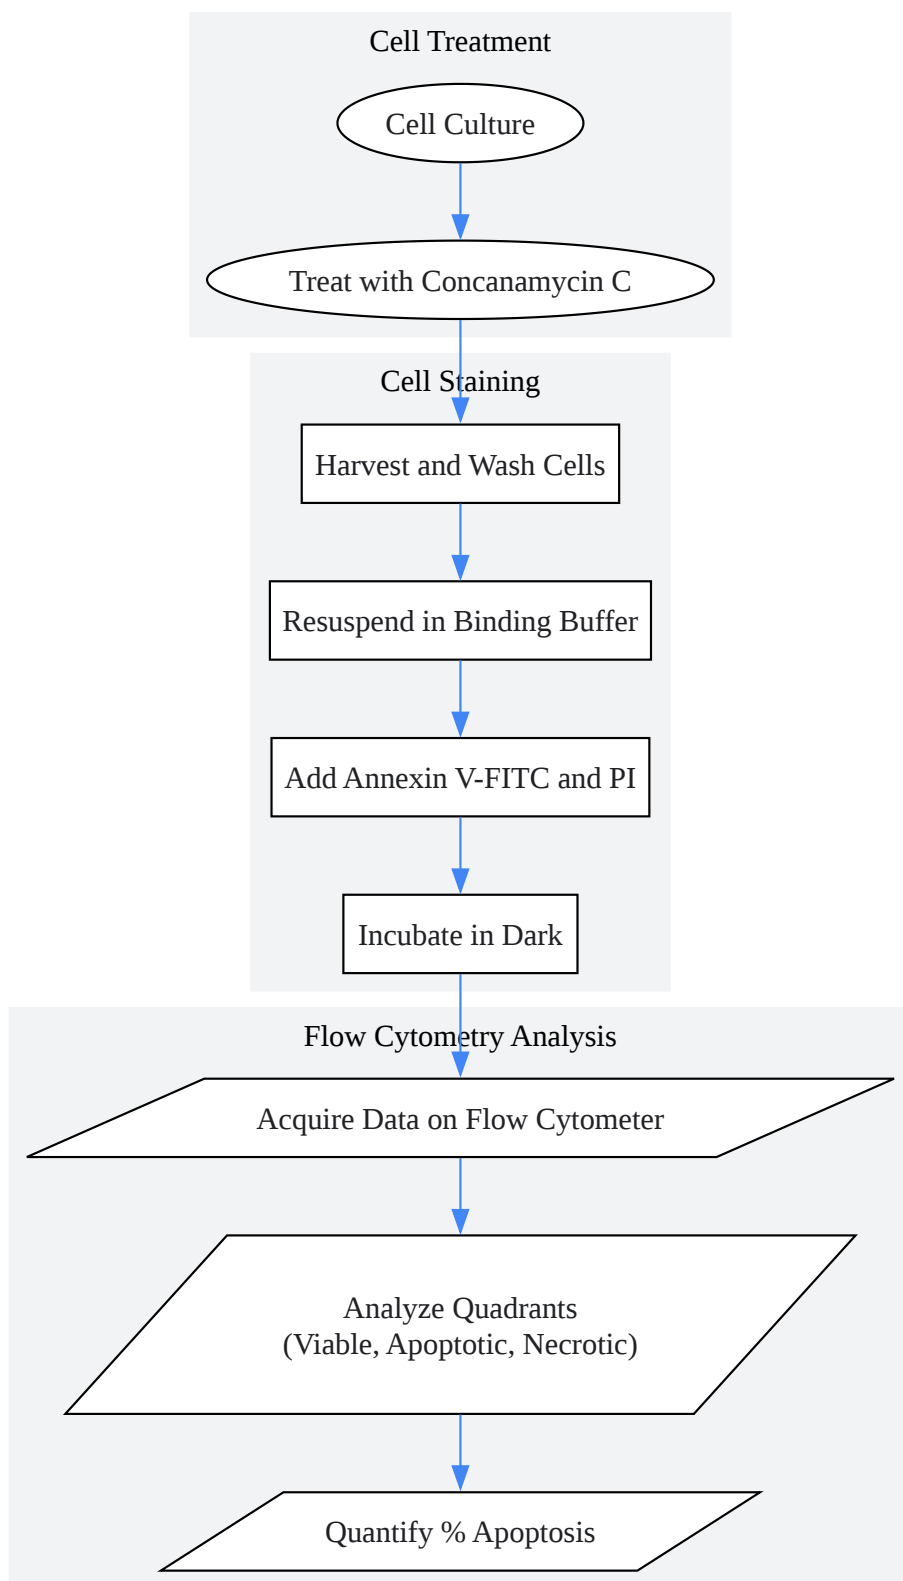 Cell Treatment
Cell Culture
Treat with Concanamycin C
Cell Staining
Harvest and Wash Cells
Resuspend in Binding Buffer
Add Annexin V-FITC and PI
Incubate in Dark
Flow Cytometry Analysis
Acquire Data on Flow Cytometer
Analyze Quadrants
(Viable, Apoptotic, Necrotic)
Quantify % Apoptosis